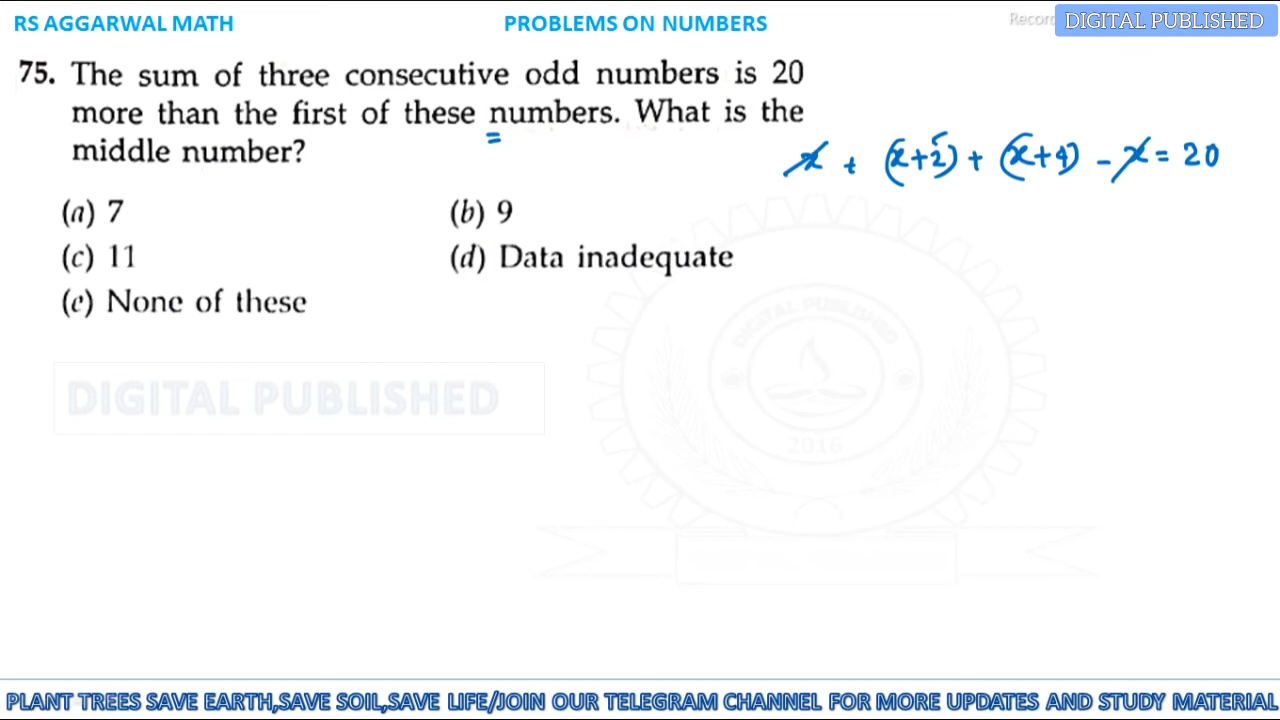 RS AGGARWAL MATH PROBLEMS ON NUMBERS DIGITAL PUBLISHED
75. The sum of three consecutive odd numbers is 20
more than the first of these numbers. What is the
middle number?
x + (x+2) + (x+4) - x = 20
(a) 7 (b) 9
(c) 11 (d) Data inadequate
(e) None of these
DIGITAL PUBLISHED
DIGITAL PUBLISHED
2016
PLANT TREES SAVE EARTH,SAVE SOIL,SAVE LIFE/JOIN OUR TELEGRAM CHANNEL FOR MORE UPDATES AND STUDY MATERIAL